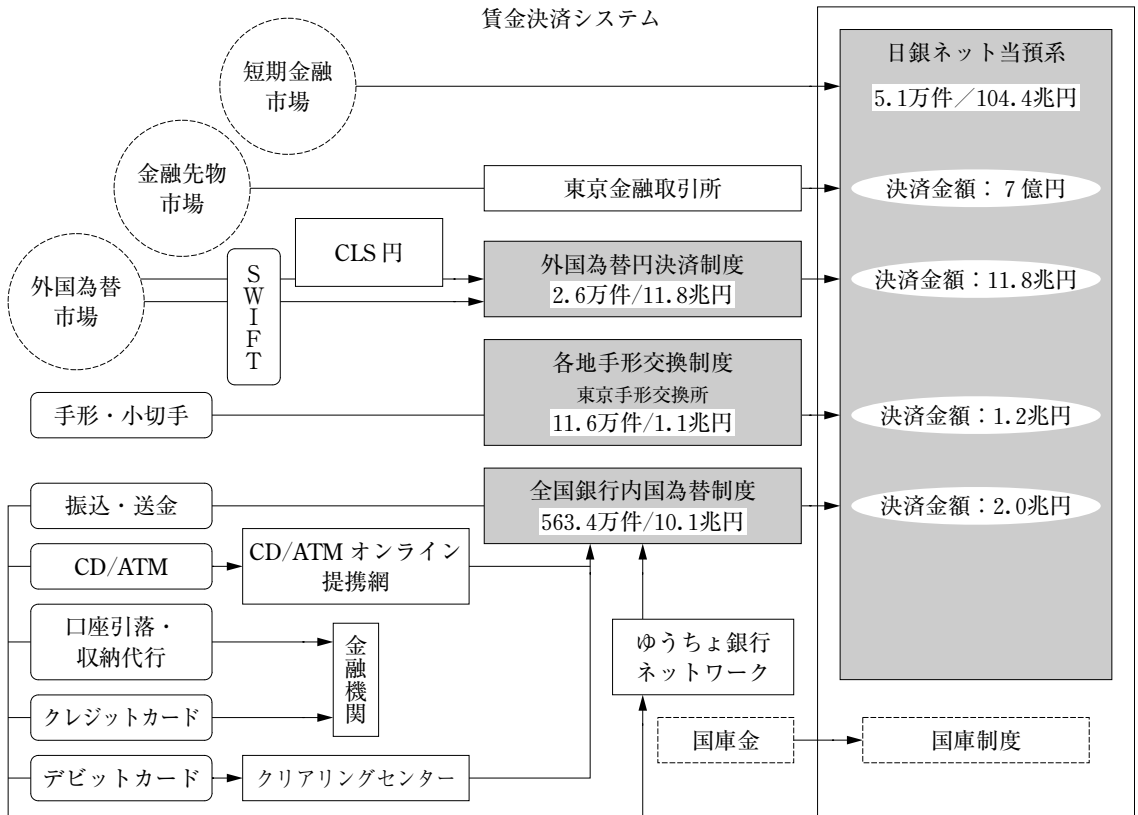 賃金決済システム
短期金融
市場
日銀ネット当預系
5.1万件／104.4兆円
金融先物
市場
東京金融取引所
決済金額：7億円
外国為替
市場
SWIFT
CLS円
外国為替円決済制度
2.6万件/11.8兆円
決済金額：11.8兆円
手形・小切手
各地手形交換制度
東京手形交換所
11.6万件/1.1兆円
決済金額：1.2兆円
振込・送金
全国銀行内国為替制度
563.4万件/10.1兆円
決済金額：2.0兆円
CD/ATM
CD/ATMオンライン
提携網
口座引落・
収納代行
金融機関
ゆうちょ銀行
ネットワーク
クレジットカード
国庫金
国庫制度
デビットカード
クリアリングセンター